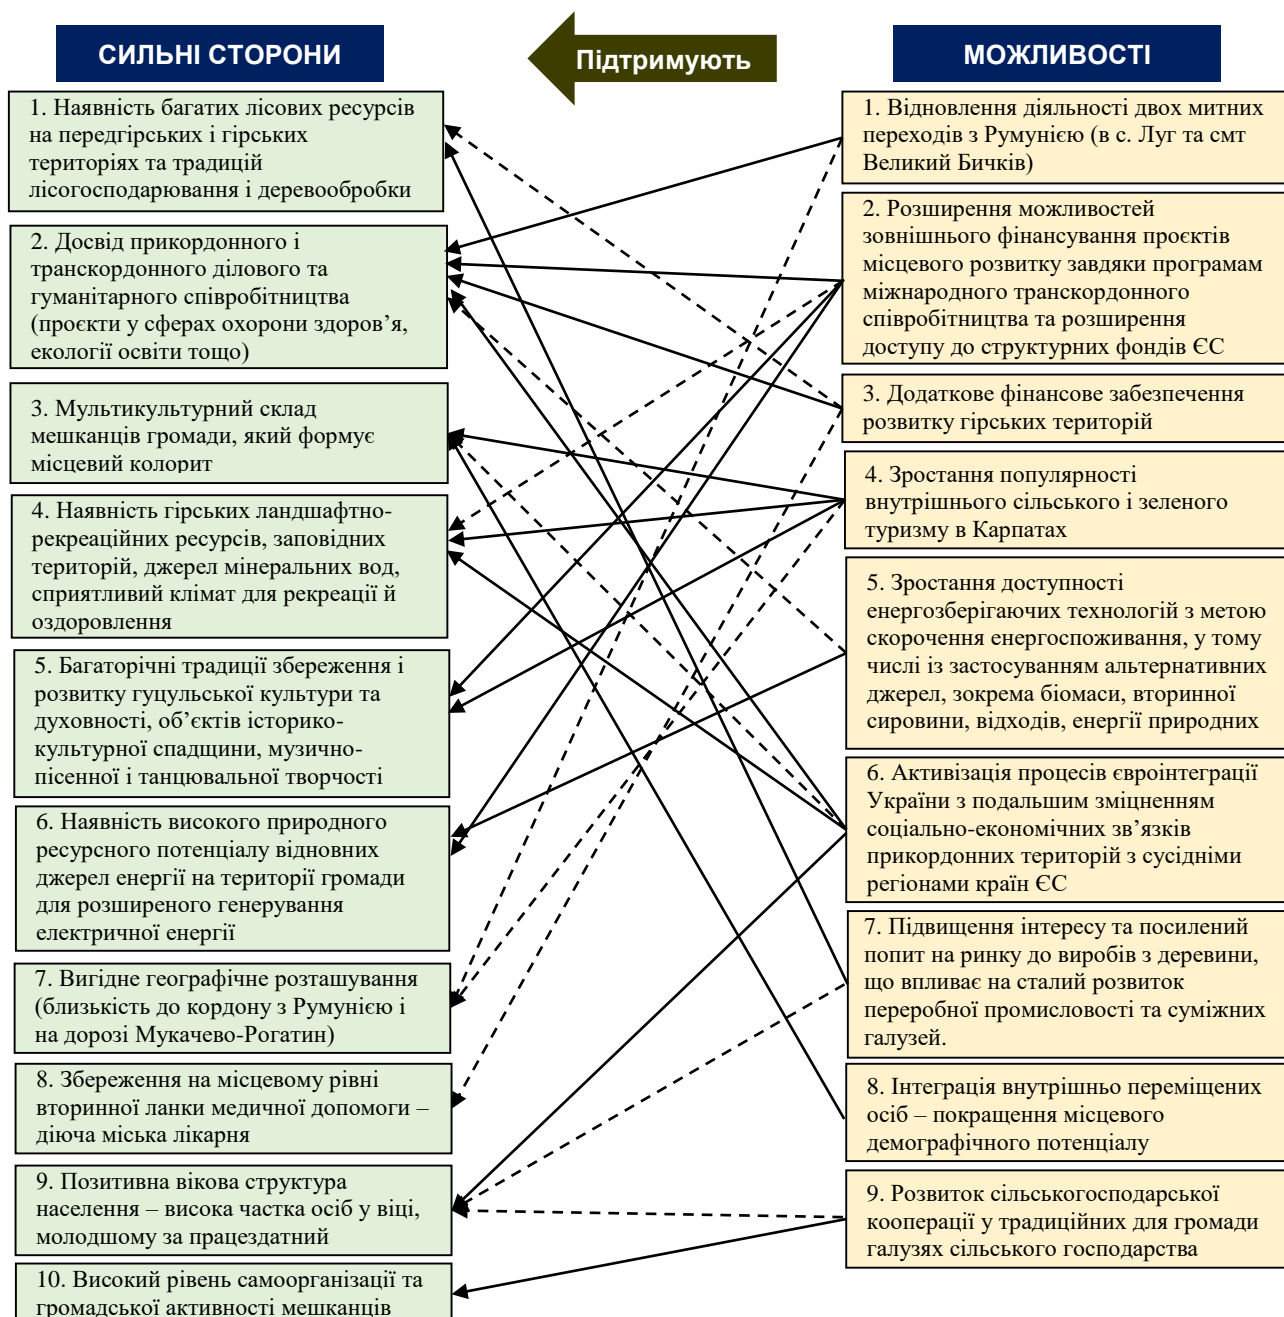 СИЛЬНІ СТОРОНИ
Підтримують
МОЖЛИВОСТІ
1. Наявність багатих лісових ресурсів
на передгірських і гірських
територіях та традицій
лісогосподарювання і деревообробки
2. Досвід прикордонного і
транскордонного ділового та
гуманітарного співробітництва
(проєкти у сферах охорони здоров’я,
екології освіти тощо)
3. Мультикультурний склад
мешканців громади, який формує
місцевий колорит
4. Наявність гірських ландшафтно-
рекреаційних ресурсів, заповідних
територій, джерел мінеральних вод,
сприятливий клімат для рекреації й
оздоровлення
5. Багаторічні традиції збереження і
розвитку гуцульської культури та
духовності, об’єктів історико-
культурної спадщини, музично-
пісенної і танцювальної творчості
6. Наявність високого природного
ресурсного потенціалу відновних
джерел енергії на території громади
для розширеного генерування
електричної енергії
7. Вигідне географічне розташування
(близькість до кордону з Румунією і
на дорозі Мукачево-Рогатин)
8. Збереження на місцевому рівні
вторинної ланки медичної допомоги –
діюча міська лікарня
9. Позитивна вікова структура
населення – висока частка осіб у віці,
молодшому за працездатний
10. Високий рівень самоорганізації та
громадської активності мешканців
1. Відновлення діяльності двох митних
переходів з Румунією (в с. Луг та смт
Великий Бичків)
2. Розширення можливостей
зовнішнього фінансування проєктів
місцевого розвитку завдяки програмам
міжнародного транскордонного
співробітництва та розширення
доступу до структурних фондів ЄС
3. Додаткове фінансове забезпечення
розвитку гірських територій
4. Зростання популярності
внутрішнього сільського і зеленого
туризму в Карпатах
5. Зростання доступності
енергозберігаючих технологій з метою
скорочення енергоспоживання, у тому
числі із застосуванням альтернативних
джерел, зокрема біомаси, вторинної
сировини, відходів, енергії природних
6. Активізація процесів євроінтеграції
України з подальшим зміцненням
соціально-економічних зв’язків
прикордонних територій з сусідніми
регіонами країн ЄС
7. Підвищення інтересу та посилений
попит на ринку до виробів з деревини,
що впливає на сталий розвиток
переробної промисловості та суміжних
галузей.
8. Інтеграція внутрішньо переміщених
осіб – покращення місцевого
демографічного потенціалу
9. Розвиток сільськогосподарської
кооперації у традиційних для громади
галузях сільського господарства